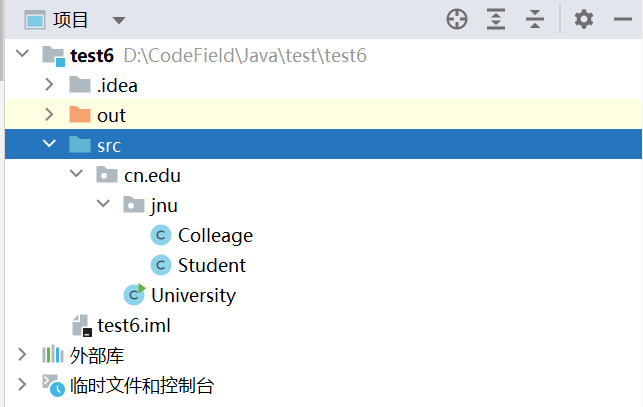 项目
test6 D:\CodeField\Java\test\test6
.idea
out
src
cn.edu
jnu
C Colleage
C Student
C University
test6.iml
外部库
临时文件和控制台